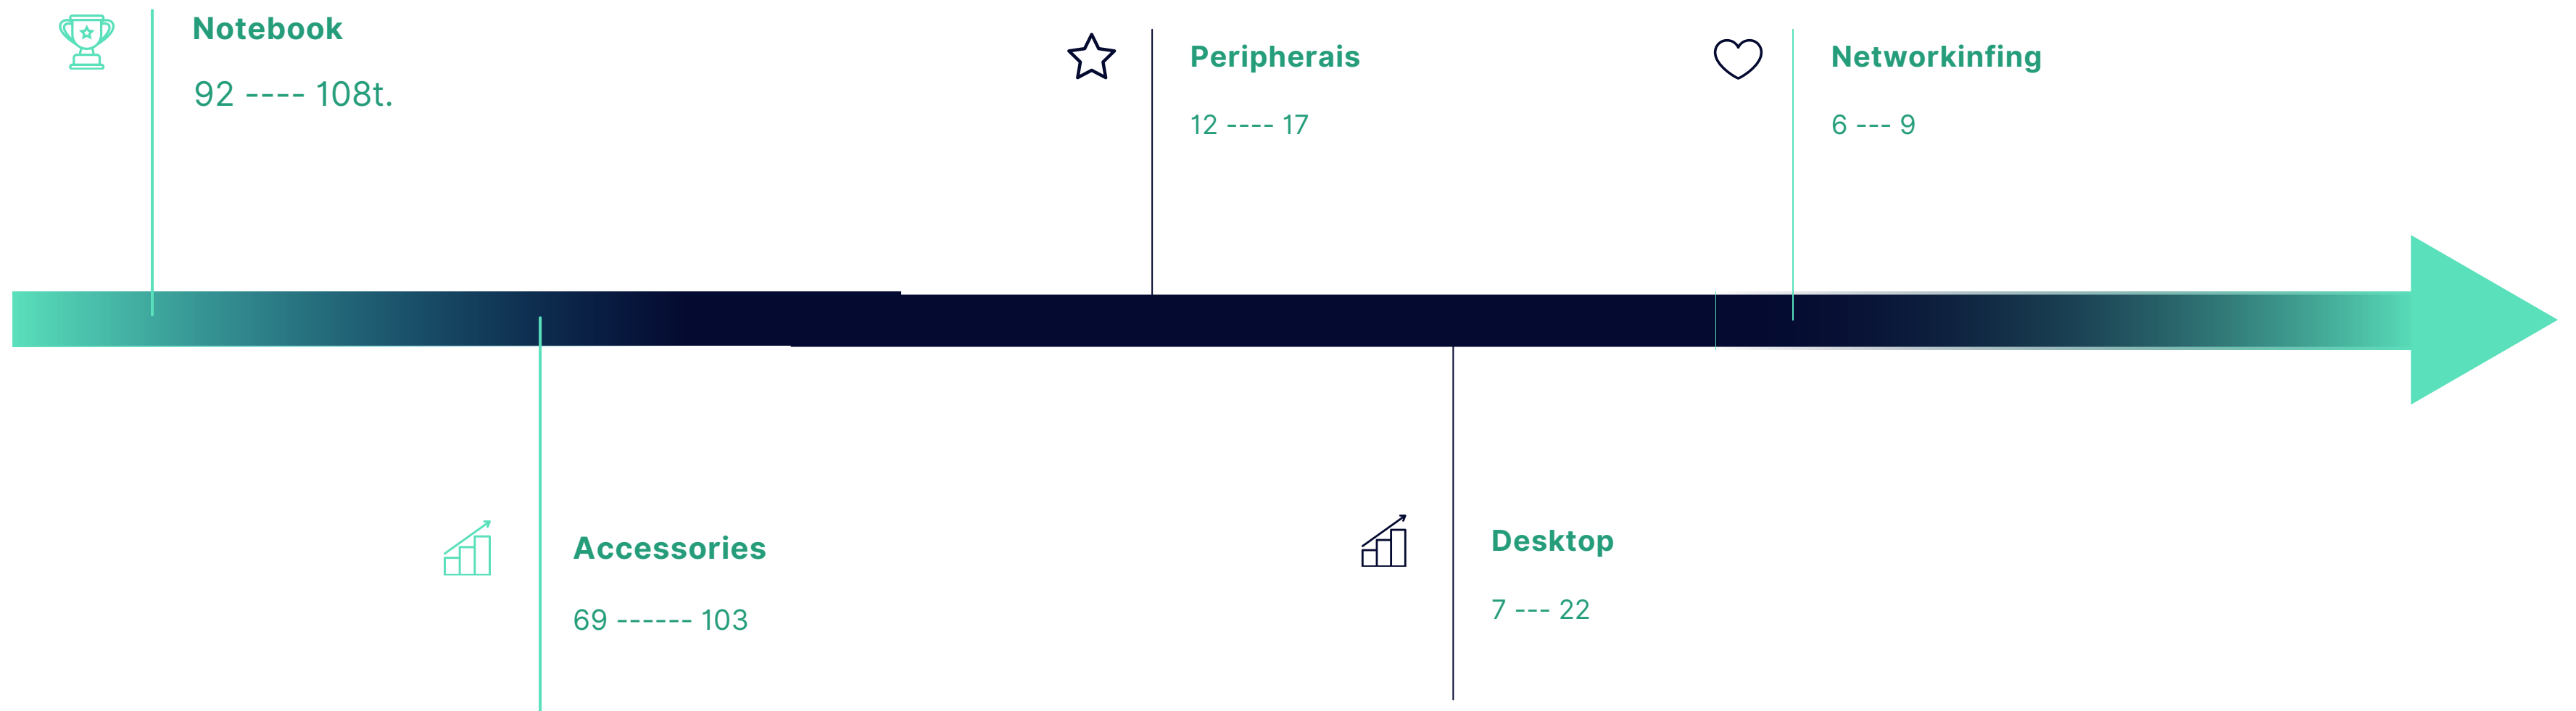 Notebook
92 ---- 108t.
Peripherais
12 ---- 17
Networkinfing
6 --- 9
Accessories
69 ------ 103
Desktop
7 --- 22